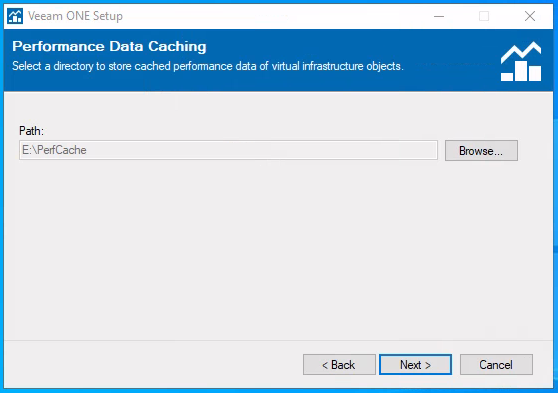 Veeam ONE Setup
Performance Data Caching
Select a directory to store cached performance data of virtual infrastructure objects.
Path:
E:\PerfCache
Browse...
< Back
Next >
Cancel